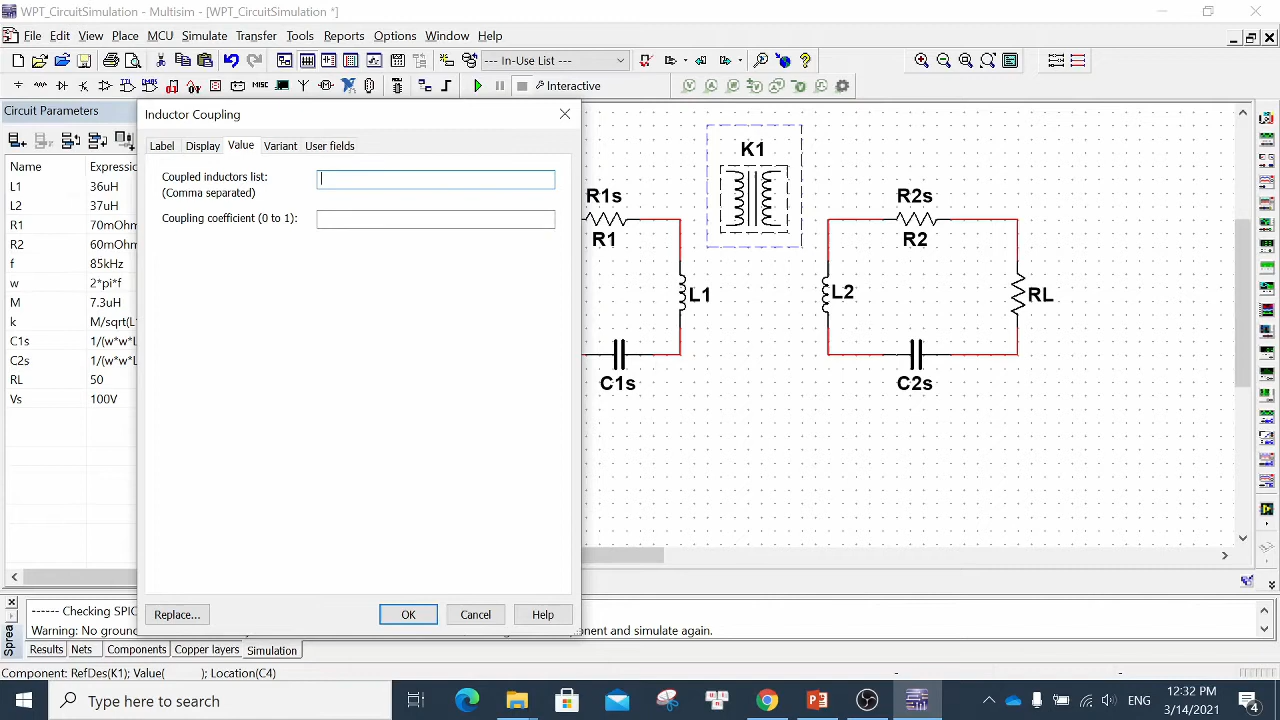 WPT_CircuitSimulation - Multisim - [WPT_CircuitSimulation *]
File Edit View Place MCU Simulate Transfer Tools Reports Options Window Help
--- In-Use List ---
MISC
Interactive
Circuit Parameters
Name Expressio
L1 36uH
L2 37uH
R1 70mOhm
R2 60mOhm
f 85kHz
w 2*pi*f
M 7.3uH
k M/sqrt(L
C1s 1/(w*w*L
C2s 1/(w*w*L
RL 50
Vs 100V
Inductor Coupling
Label Display Value Variant User fields
Coupled inductors list:
(Comma separated)
Coupling coefficient (0 to 1):
Replace... OK Cancel Help
K1
R1s
R1
L1
C1s
R2s
R2
L2
RL
C2s
------ Checking SPIC
Warning: No ground
ponent and simulate again.
Results Nets Components Copper layers Simulation
Component: RefDes(K1); Value( ); Location(C4)
Type here to search
ENG
12:32 PM
3/14/2021
4